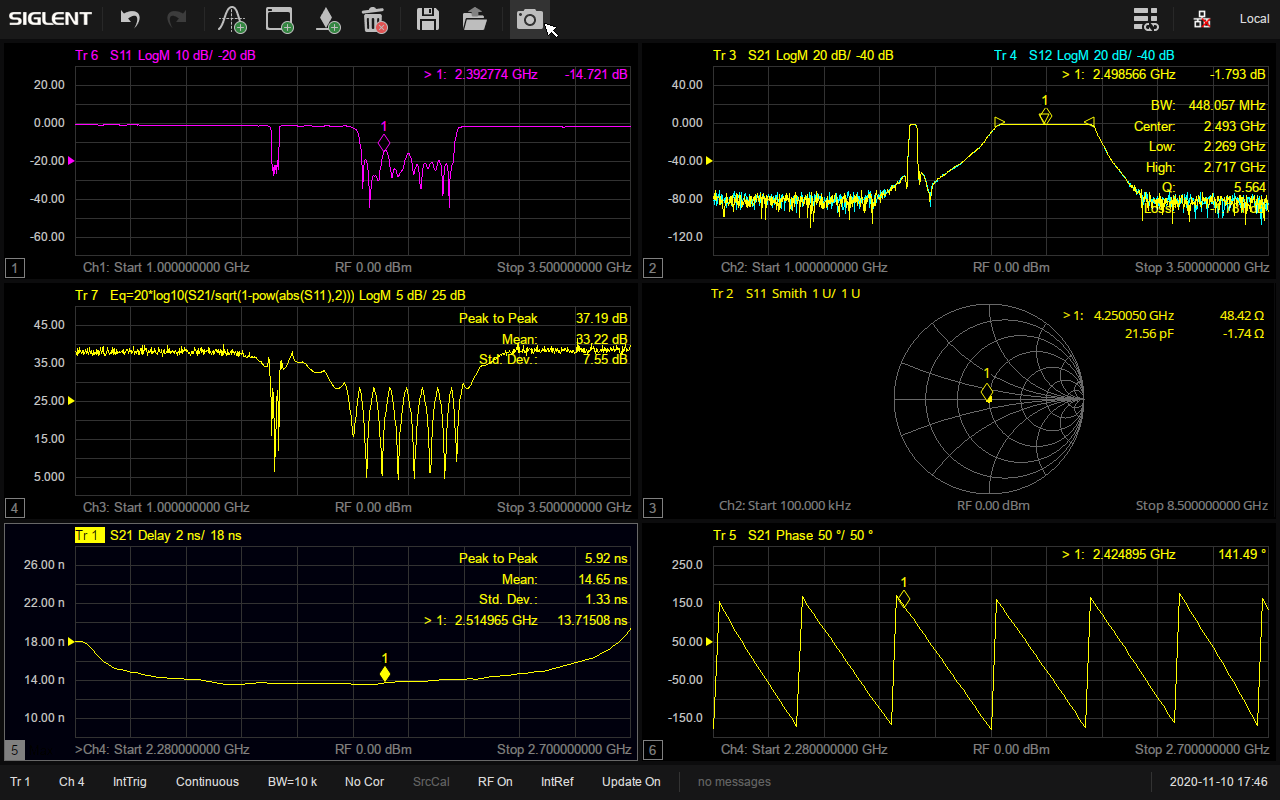 SIGLENT
Local
Tr 6 S11 LogM 10 dB/ -20 dB
> 1: 2.392774 GHz -14.721 dB
20.00
0.000
-20.00
-40.00
-60.00
1
1 Ch1: Start 1.000000000 GHz RF 0.00 dBm Stop 3.500000000 GHz
Tr 3 S21 LogM 20 dB/ -40 dB Tr 4 S12 LogM 20 dB/ -40 dB
> 1: 2.498566 GHz -1.793 dB
BW: 448.057 MHz
Center: 2.493 GHz
Low: 2.269 GHz
High: 2.717 GHz
Q: 5.564
Loss:
40.00
0.000
-40.00
-80.00
-120.0
1
2 Ch2: Start 1.000000000 GHz RF 0.00 dBm Stop 3.500000000 GHz
Tr 7 Eq=20*log10(S21/sqrt(1-pow(abs(S11),2))) LogM 5 dB/ 25 dB
Peak to Peak 37.19 dB
Mean: 33.22 dB
Std. Dev.: 7.55 dB
45.00
35.00
25.00
15.00
5.000
4 Ch3: Start 1.000000000 GHz RF 0.00 dBm Stop 3.500000000 GHz
Tr 2 S11 Smith 1 U/ 1 U
> 1: 4.250050 GHz 48.42 Ω
21.56 pF -1.74 Ω
1
3 Ch2: Start 100.000 kHz RF 0.00 dBm Stop 8.500000000 GHz
Tr 1 S21 Delay 2 ns/ 18 ns
Peak to Peak 5.92 ns
Mean: 14.65 ns
Std. Dev.: 1.33 ns
> 1: 2.514965 GHz 13.71508 ns
26.00 n
22.00 n
18.00 n
14.00 n
10.00 n
1
5 >Ch4: Start 2.280000000 GHz RF 0.00 dBm Stop 2.700000000 GHz
Tr 5 S21 Phase 50 °/ 50 °
> 1: 2.424895 GHz 141.49 °
250.0
150.0
50.00
-50.00
-150.0
1
6 Ch4: Start 2.280000000 GHz RF 0.00 dBm Stop 2.700000000 GHz
Tr 1 Ch 4 IntTrig Continuous BW=10 k No Cor SrcCal RF On IntRef Update On no messages 2020-11-10 17:46